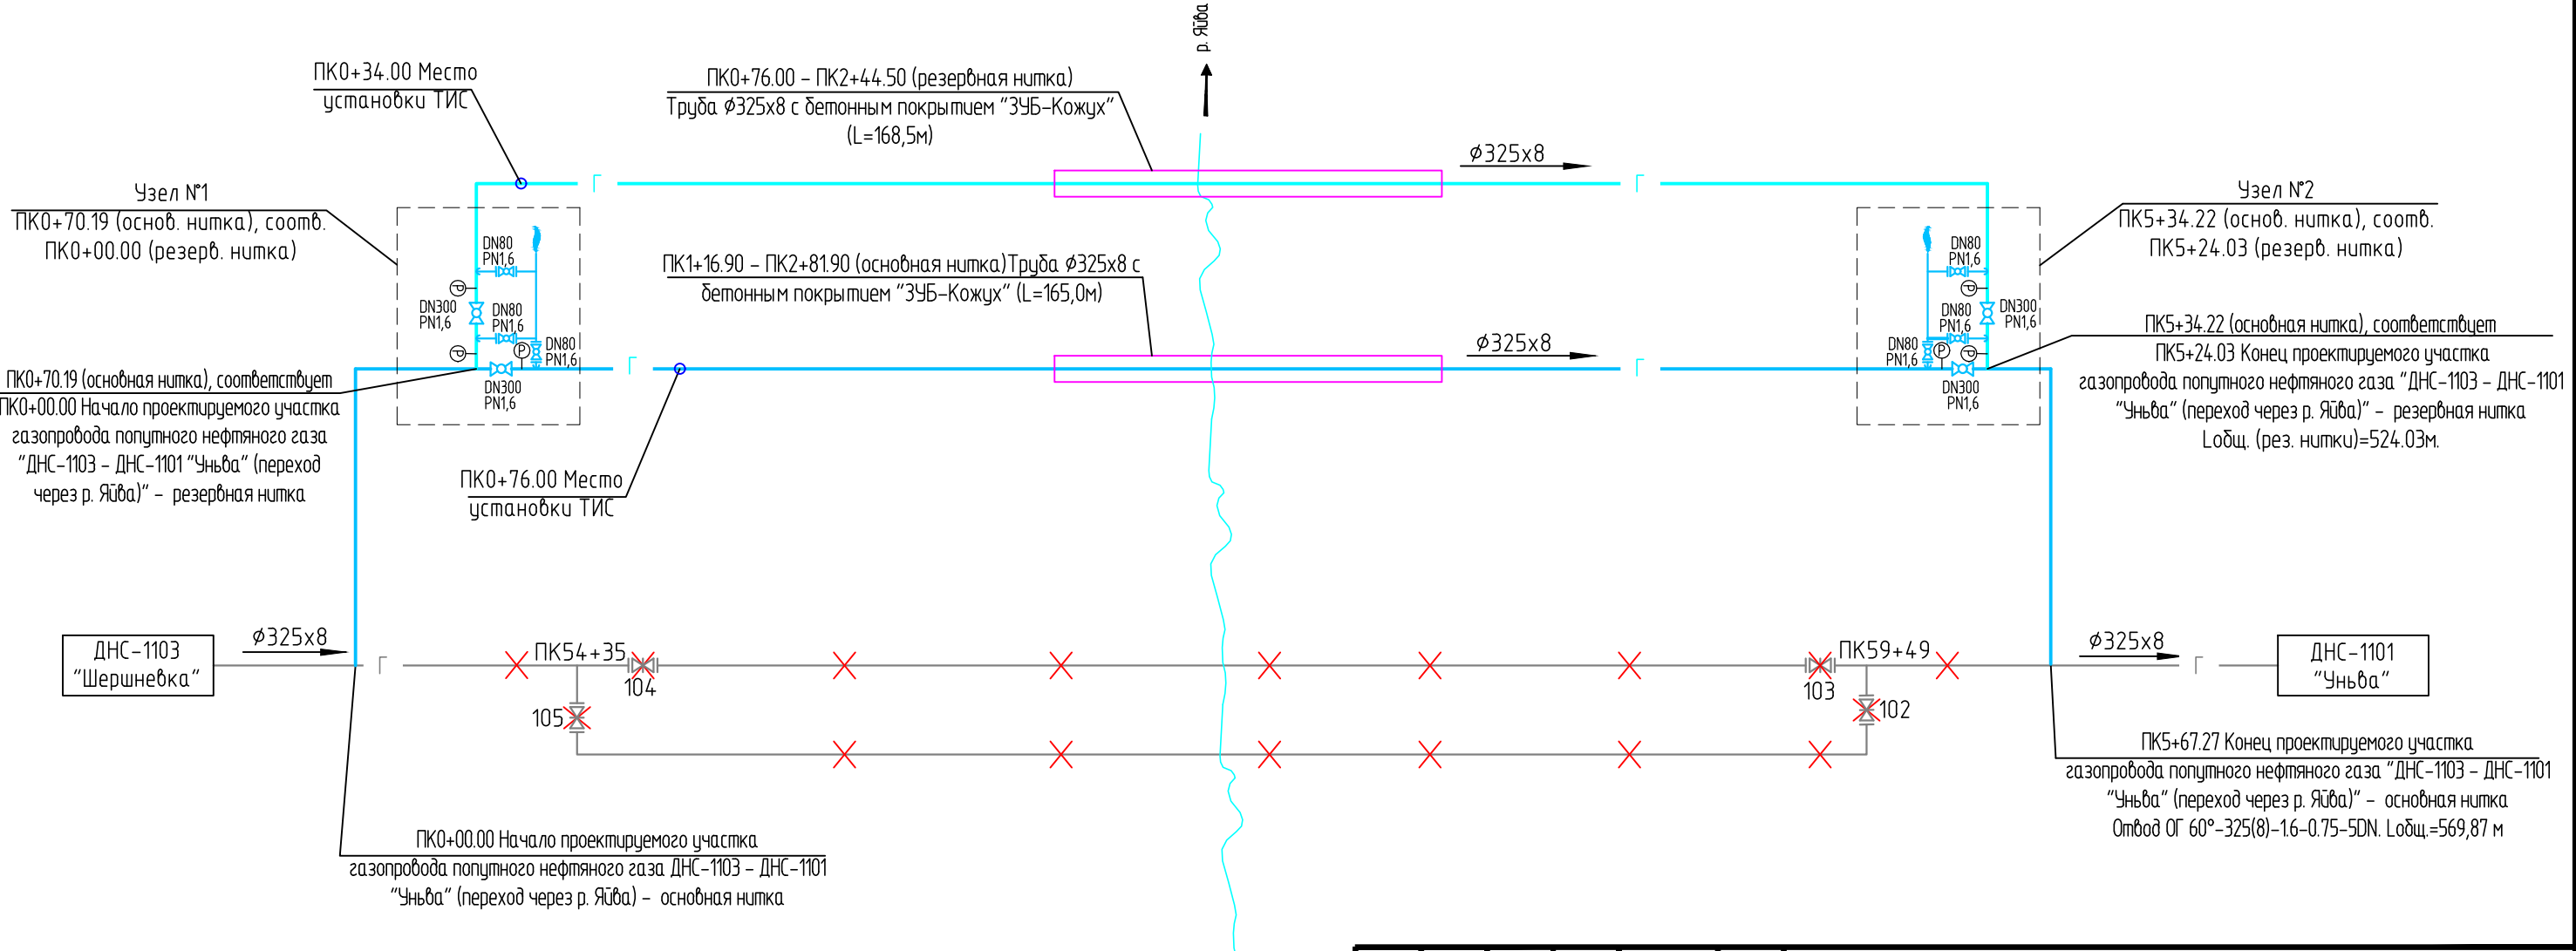 р. Яйва
ПК0+34.00 Место
установки ТИС
ПК0+76.00 – ПК2+44.50 (резервная нитка)
Труба Ø325х8 с бетонным покрытием "ЗУБ–Кожух"
(L=168,5м)
Ø325х8
Г
Г
Узел №1
ПК0+70.19 (основ. нитка), соотв.
ПК0+00.00 (резерв. нитка)
DN80
PN1,6
P
DN300
PN1,6
DN80
PN1,6
P
P
DN80
PN1,6
DN300
PN1,6
Узел №2
ПК5+34.22 (основ. нитка), соотв.
ПК5+24.03 (резерв. нитка)
DN80
PN1,6
P
DN300
PN1,6
DN80
PN1,6
DN80
PN1,6
P
P
DN300
PN1,6
ПК1+16.90 – ПК2+81.90 (основная нитка)Труба Ø325х8 с
бетонным покрытием "ЗУБ–Кожух" (L=165,0м)
Ø325х8
Г
Г
ПК0+70.19 (основная нитка), соответствует
ПК0+00.00 Начало проектируемого участка
газопровода попутного нефтяного газа
"ДНС–1103 – ДНС–1101 "Уньва" (переход
через р. Яйва)" – резервная нитка
ПК0+76.00 Место
установки ТИС
ПК5+34.22 (основная нитка), соответствует
ПК5+24.03 Конец проектируемого участка
газопровода попутного нефтяного газа "ДНС–1103 – ДНС–1101
"Уньва" (переход через р. Яйва)" – резервная нитка
Lобщ. (рез. нитки)=524.03м.
ДНС–1103
"Шершневка"
Ø325х8
Г
ПК54+35
104
105
ПК59+49
103
102
Ø325х8
Г
ДНС–1101
"Уньва"
ПК0+00.00 Начало проектируемого участка
газопровода попутного нефтяного газа ДНС–1103 – ДНС–1101
"Уньва" (переход через р. Яйва) – основная нитка
ПК5+67.27 Конец проектируемого участка
газопровода попутного нефтяного газа "ДНС–1103 – ДНС–1101
"Уньва" (переход через р. Яйва)" – основная нитка
Отвод ОГ 60°–325(8)–1.6–0.75–5DN. Lобщ.=569,87 м